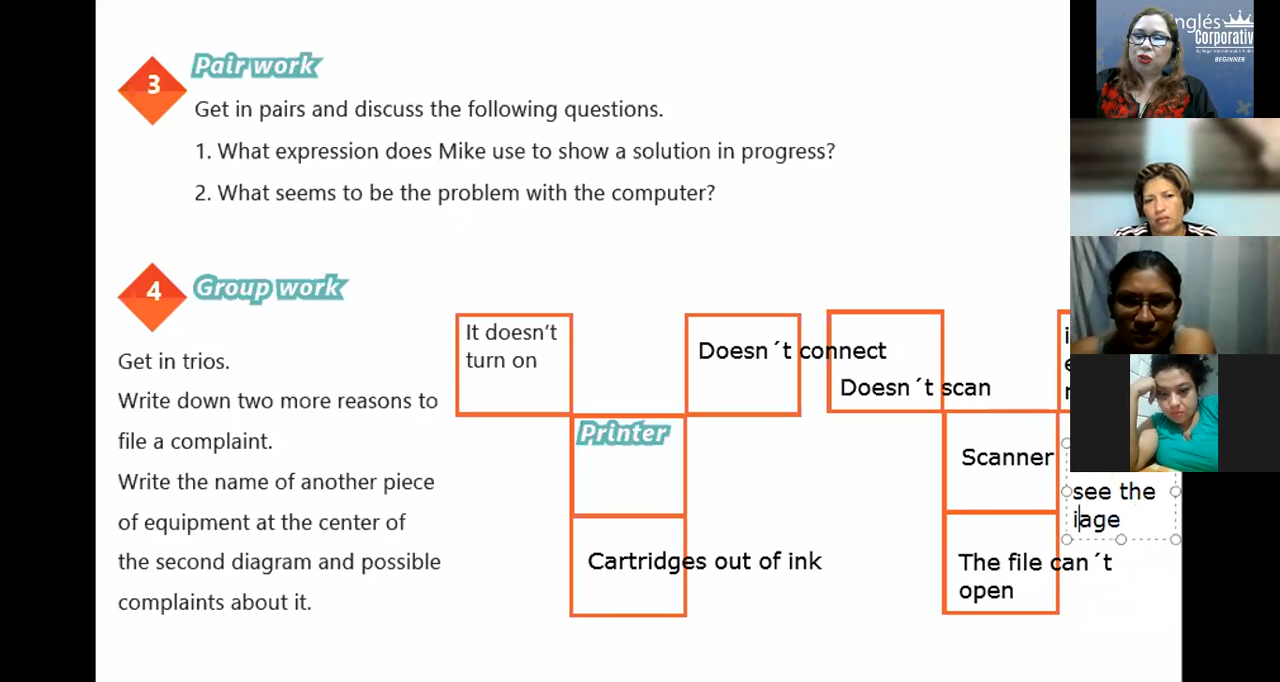 3
Pair work
Get in pairs and discuss the following questions.
1. What expression does Mike use to show a solution in progress?
2. What seems to be the problem with the computer?
4
Group work
Get in trios.
Write down two more reasons to
file a complaint.
Write the name of another piece
of equipment at the center of
the second diagram and possible
complaints about it.
It doesn't
turn on
Doesn´t connect
Printer
Cartridges out of ink
Doesn´t scan
Scanner
The file can´t
open
see the
iage
Inglés
Corporativ
BEGINNER